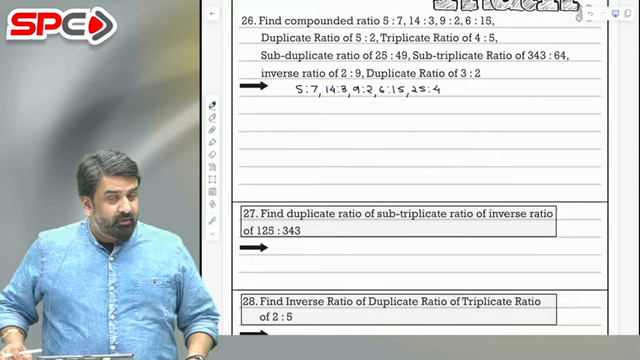 SPC
26. Find compounded ratio 5 : 7, 14 : 3, 9 : 2, 6 : 15,
Duplicate Ratio of 5 : 2, Triplicate Ratio of 4 : 5,
Sub-duplicate ratio of 25 : 49, Sub-triplicate Ratio of 343 : 64,
inverse ratio of 2 : 9, Duplicate Ratio of 3 : 2
5:7, 14:3, 9:2, 6:15, 25:4
27. Find duplicate ratio of sub-triplicate ratio of inverse ratio
of 125 : 343
28. Find Inverse Ratio of Duplicate Ratio of Triplicate Ratio
of 2 : 5